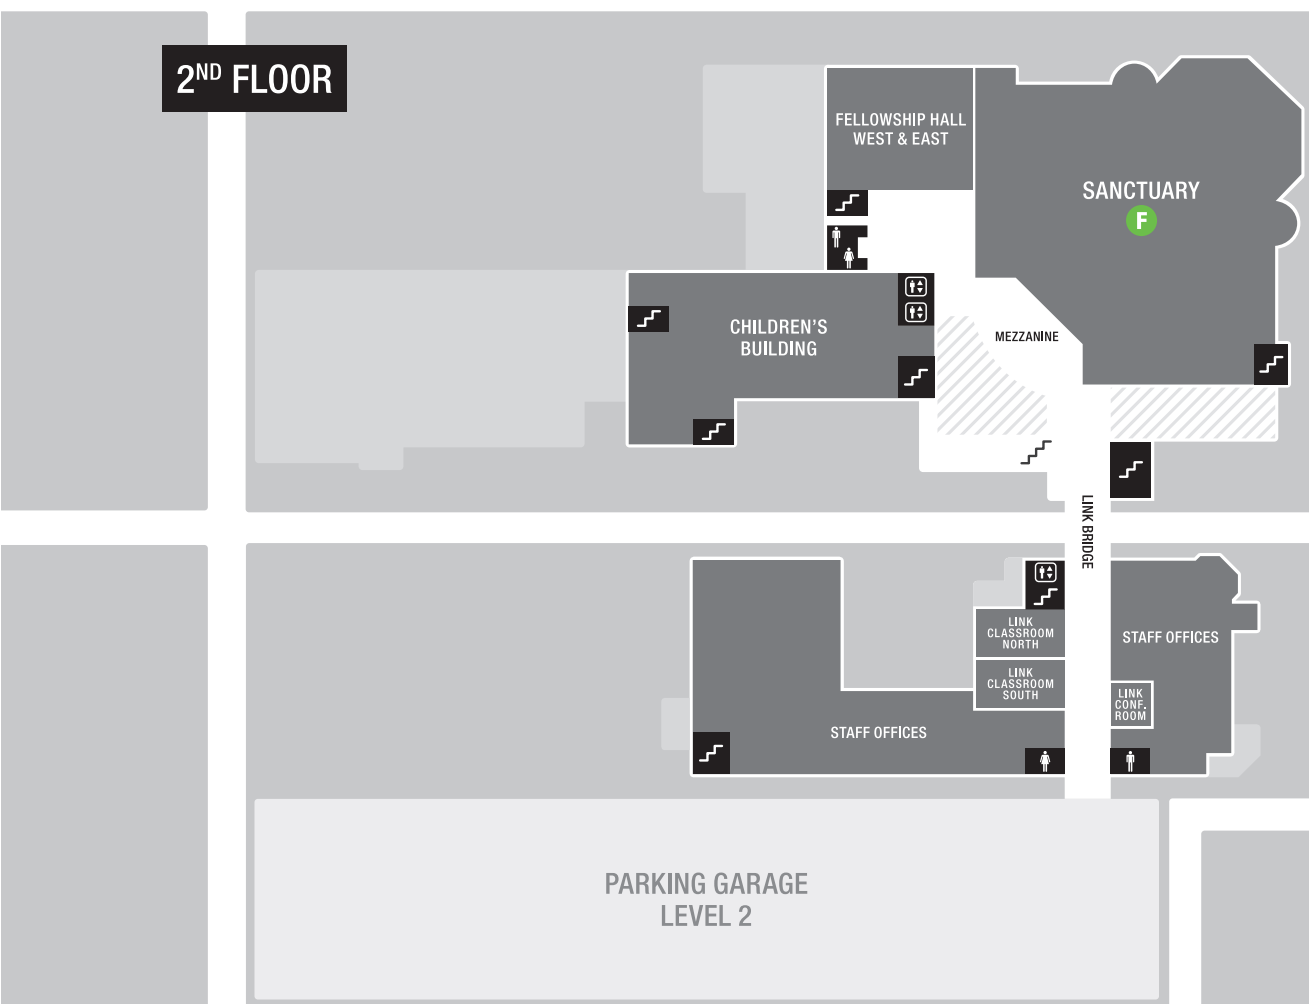 2ND FLOOR
FELLOWSHIP HALL
WEST & EAST
SANCTUARY
F
CHILDREN'S
BUILDING
MEZZANINE
LINK BRIDGE
LINK
CLASSROOM
NORTH
STAFF OFFICES
LINK
CLASSROOM
SOUTH
LINK
CONF.
ROOM
STAFF OFFICES
PARKING GARAGE
LEVEL 2